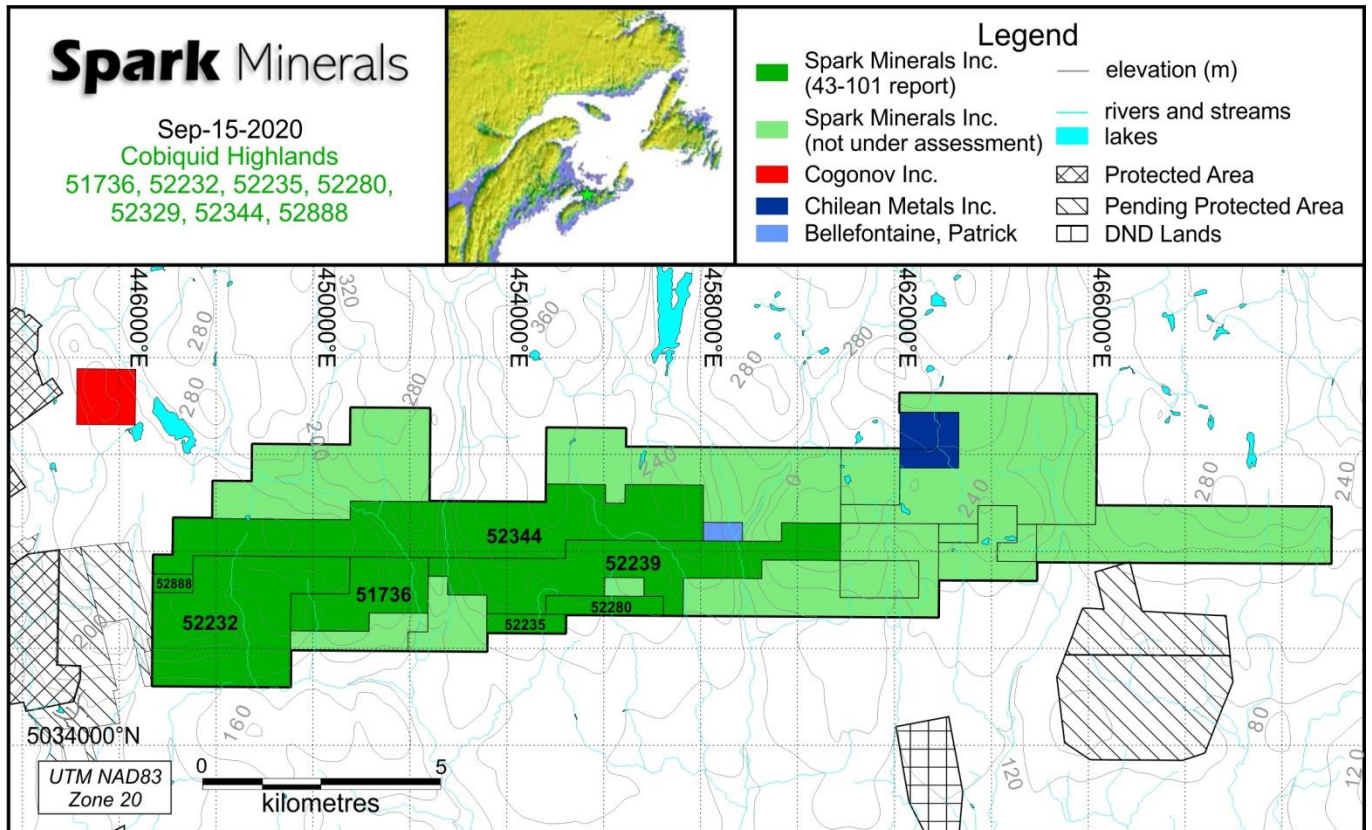 Spark Minerals
Sep-15-2020
Cobiquid Highlands
51736, 52232, 52235, 52280,
52329, 52344, 52888
Legend
Spark Minerals Inc.
(43-101 report)
Spark Minerals Inc.
(not under assessment)
Cogonov Inc.
Chilean Metals Inc.
Bellefontaine, Patrick
elevation (m)
rivers and streams
lakes
Protected Area
Pending Protected Area
DND Lands
446000°E
450000°E
454000°E
458000°E
462000°E
466000°E
280
320
360
280
280
280
280
200
240
0
240
280
240
52344
52239
52888
51736
52232
52280
52235
200
160
80
120
120
5034000°N
UTM NAD83
Zone 20
0
5
kilometres